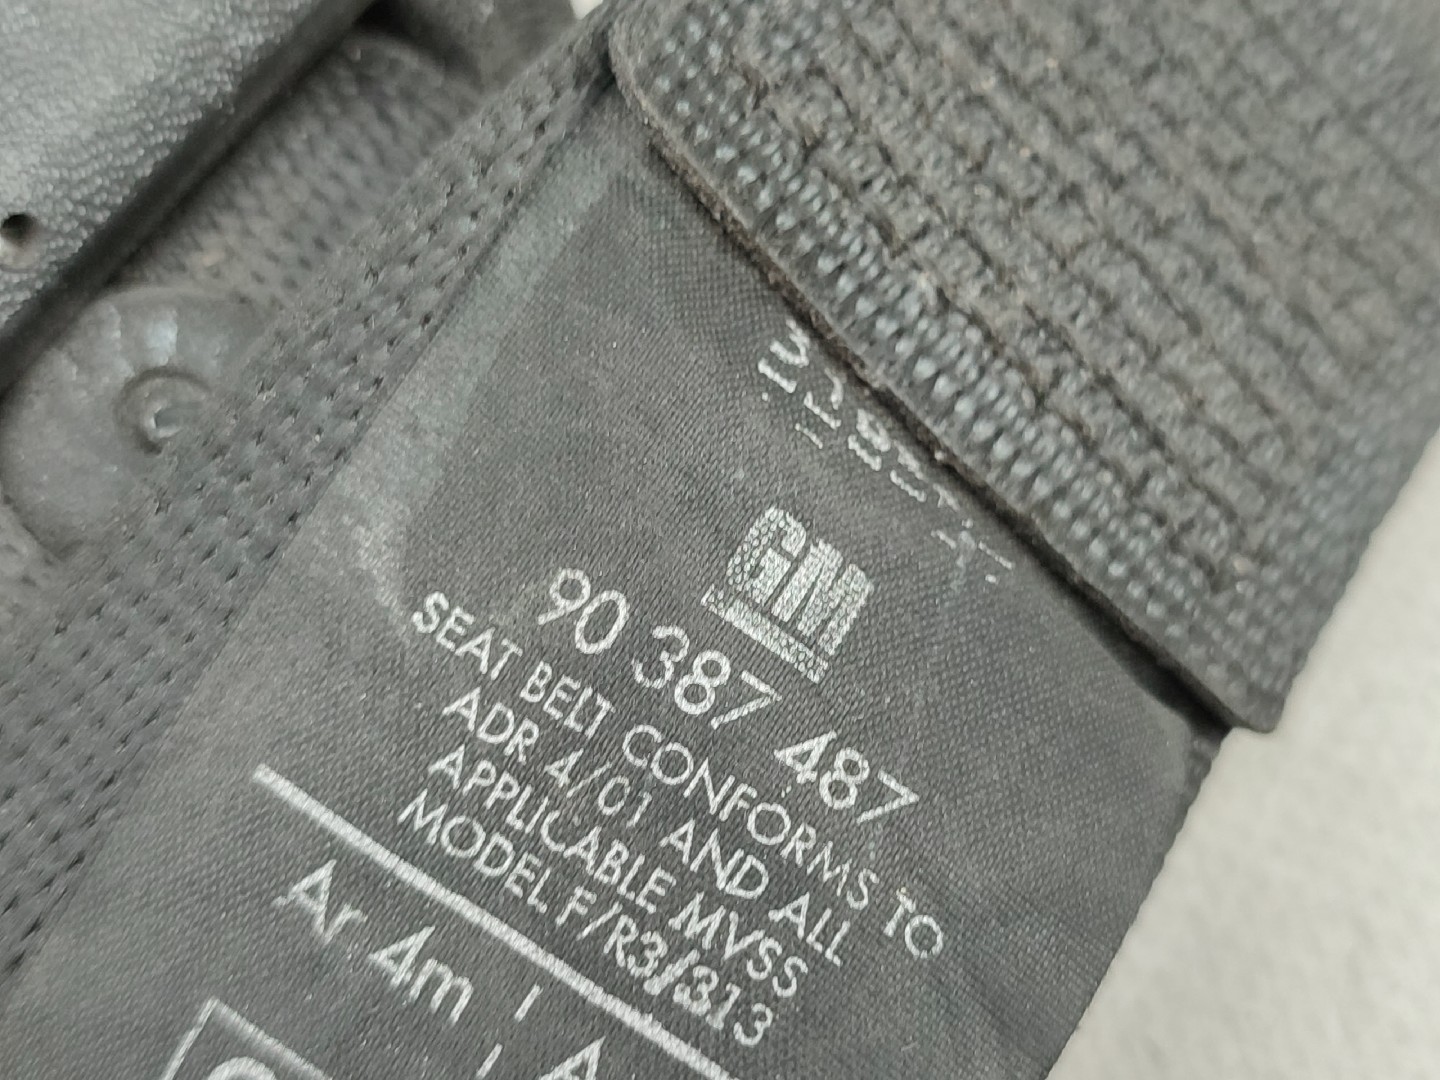 GM
90 387 487
SEAT BELT CONFORMS TO
ADR 4/01 AND ALL
APPLICABLE MVSS
MODEL F/R3/313
Ar 4m